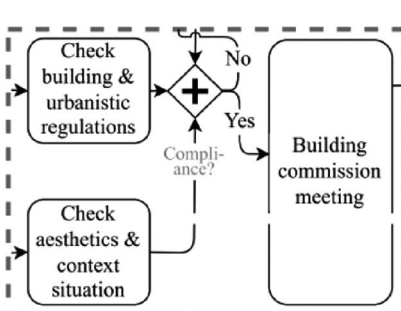 Check
building &
urbanistic
regulations
No
Yes
Compli-
ance?
Building
commission
meeting
Check
aesthetics &
context
situation